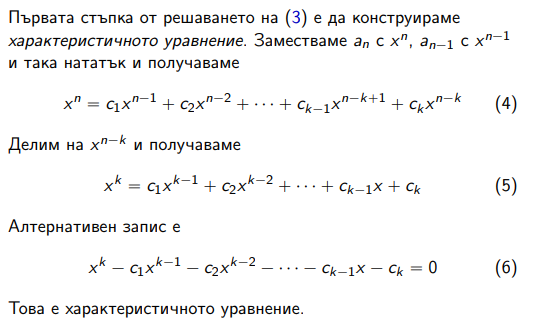 Първата стъпка от решаването на (3) е да конструираме
характеристичното уравнение. Заместваме aₙ с xⁿ, aₙ₋₁ с xⁿ⁻¹
и така нататък и получаваме
xⁿ = c₁xⁿ⁻¹ + c₂xⁿ⁻² + ⋯ + cₖ₋₁xⁿ⁻ᵏ⁺¹ + cₖxⁿ⁻ᵏ (4)
Делим на xⁿ⁻ᵏ и получаваме
xᵏ = c₁xᵏ⁻¹ + c₂xᵏ⁻² + ⋯ + cₖ₋₁x + cₖ (5)
Алтернативен запис е
xᵏ − c₁xᵏ⁻¹ − c₂xᵏ⁻² − ⋯ − cₖ₋₁x − cₖ = 0 (6)
Това е характеристичното уравнение.